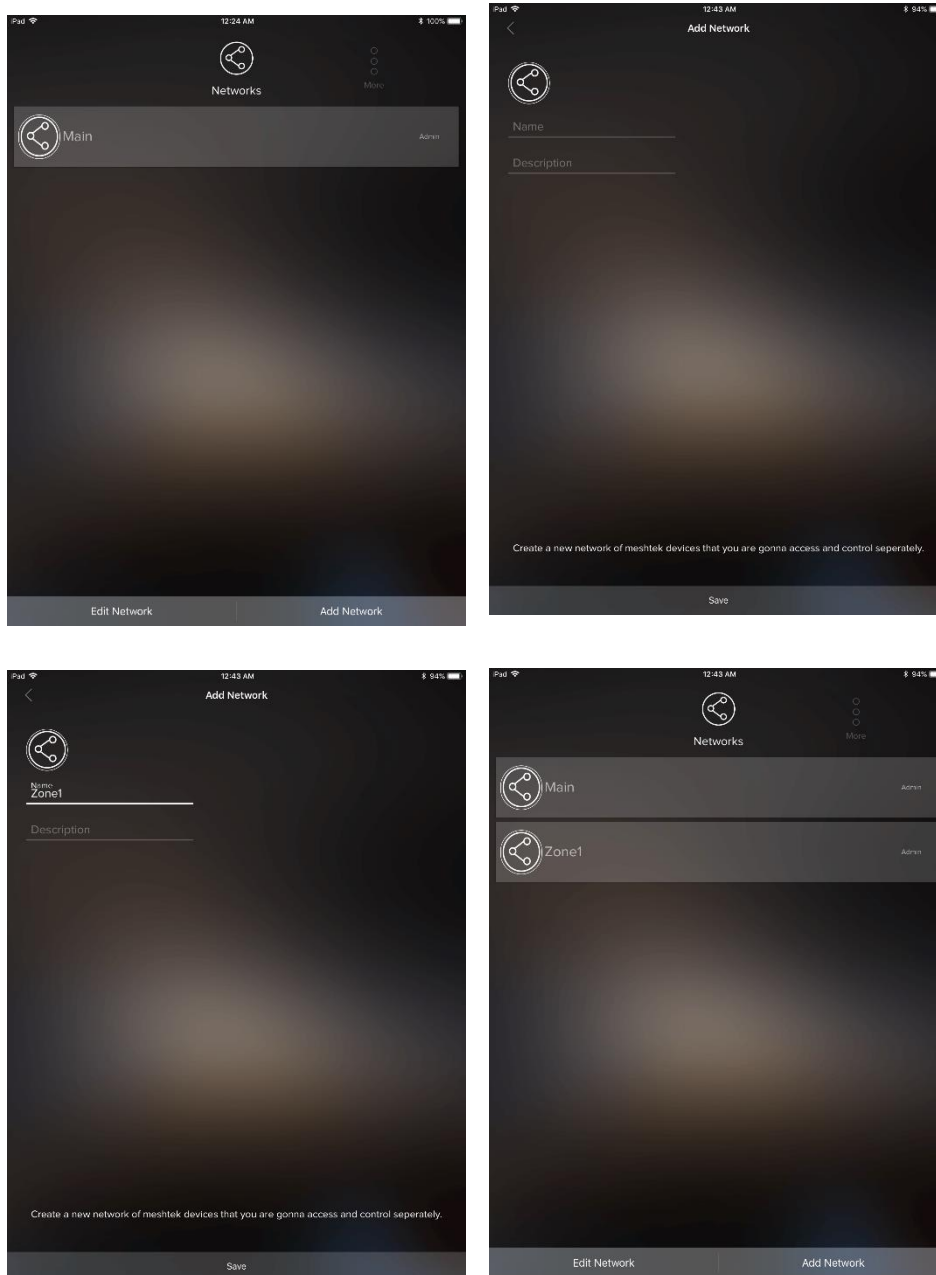 iPad 12:24 AM 100%
Networks
More
Main Admin
Edit Network Add Network
iPad 12:43 AM 94%
Add Network
Name
Description
Create a new network of meshtek devices that you are gonna access and control seperately.
Save
iPad 12:43 AM 94%
Add Network
Name
Zone1
Description
Create a new network of meshtek devices that you are gonna access and control seperately.
Save
iPad 12:43 AM 94%
Networks
More
Main Admin
Zone1 Admin
Edit Network Add Network